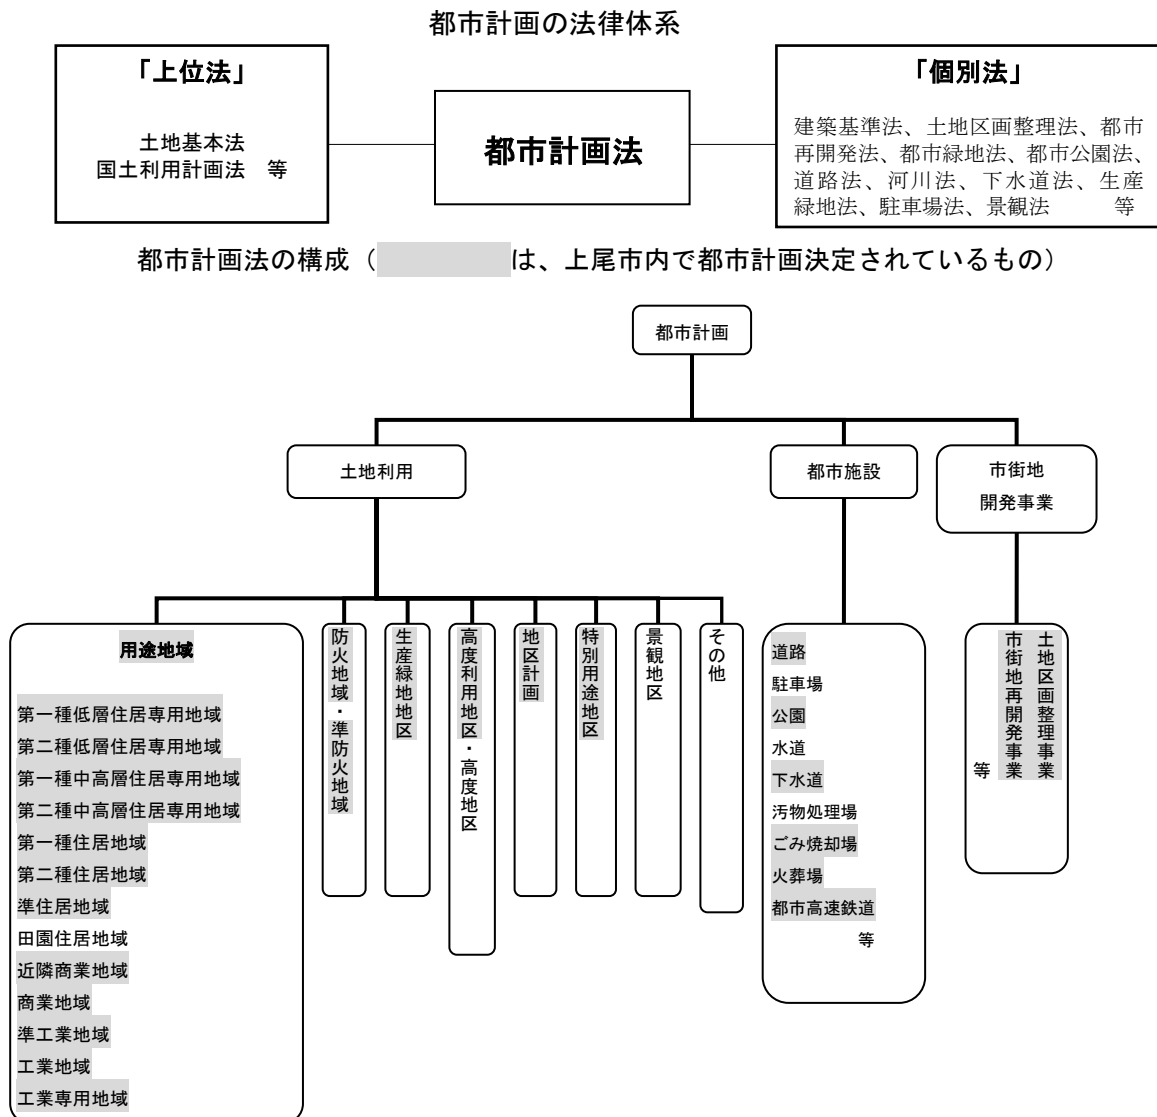 都市計画の法律体系
「上位法」
土地基本法
国土利用計画法　等
都市計画法
「個別法」
建築基準法、土地区画整理法、都市
再開発法、都市緑地法、都市公園法、
道路法、河川法、下水道法、生産
緑地法、駐車場法、景観法　　　等
都市計画法の構成（　　　　　は、上尾市内で都市計画決定されているもの）
都市計画
土地利用
都市施設
市街地
開発事業
用途地域
第一種低層住居専用地域
第二種低層住居専用地域
第一種中高層住居専用地域
第二種中高層住居専用地域
第一種住居地域
第二種住居地域
準住居地域
田園住居地域
近隣商業地域
商業地域
準工業地域
工業地域
工業専用地域
防火地域・準防火地域
生産緑地地区
高度利用地区・高度地区
地区計画
特別用途地区
景観地区
その他
道路
駐車場
公園
水道
下水道
汚物処理場
ごみ焼却場
火葬場
都市高速鉄道
等
土地区画整理事業
市街地再開発事業
等